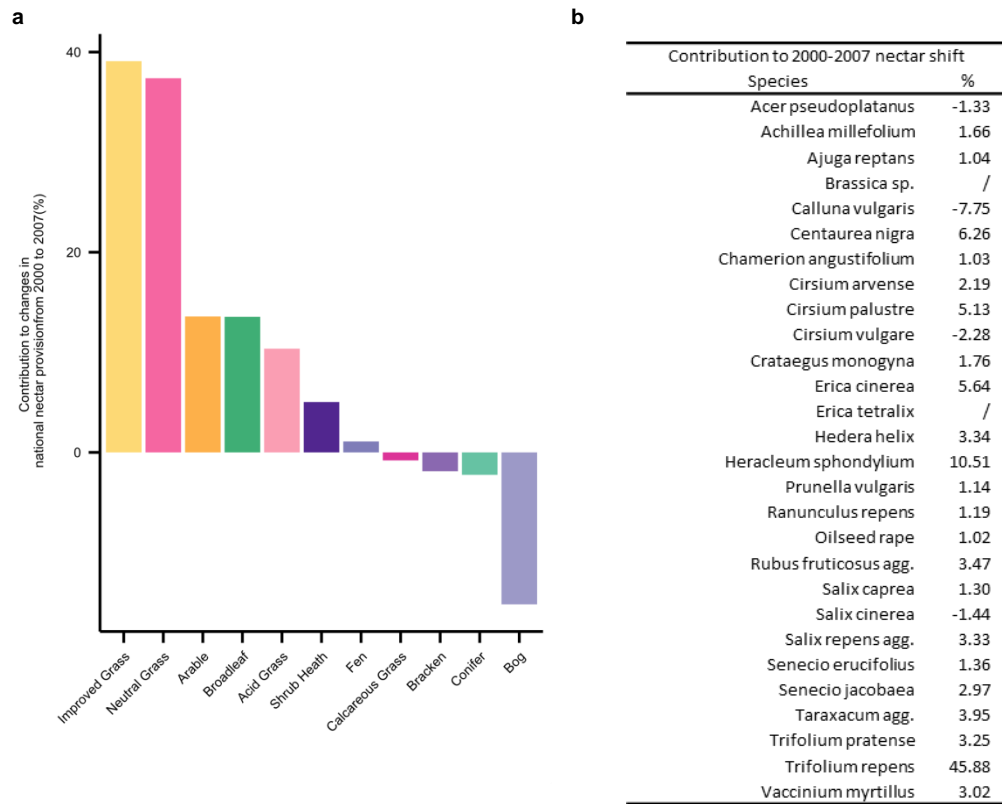 a
Contribution to changes in
national nectar provisionfrom 2000 to 2007(%)
40
20
0
Improved Grass
Neutral Grass
Arable
Broadleaf
Acid Grass
Shrub Heath
Fen
Calcareous Grass
Bracken
Conifer
Bog
b
Contribution to 2000-2007 nectar shift
Species %
Acer pseudoplatanus -1.33
Achillea millefolium 1.66
Ajuga reptans 1.04
Brassica sp. /
Calluna vulgaris -7.75
Centaurea nigra 6.26
Chamerion angustifolium 1.03
Cirsium arvense 2.19
Cirsium palustre 5.13
Cirsium vulgare -2.28
Crataegus monogyna 1.76
Erica cinerea 5.64
Erica tetralix /
Hedera helix 3.34
Heracleum sphondylium 10.51
Prunella vulgaris 1.14
Ranunculus repens 1.19
Oilseed rape 1.02
Rubus fruticosus agg. 3.47
Salix caprea 1.30
Salix cinerea -1.44
Salix repens agg. 3.33
Senecio erucifolius 1.36
Senecio jacobaea 2.97
Taraxacum agg. 3.95
Trifolium pratense 3.25
Trifolium repens 45.88
Vaccinium myrtillus 3.02